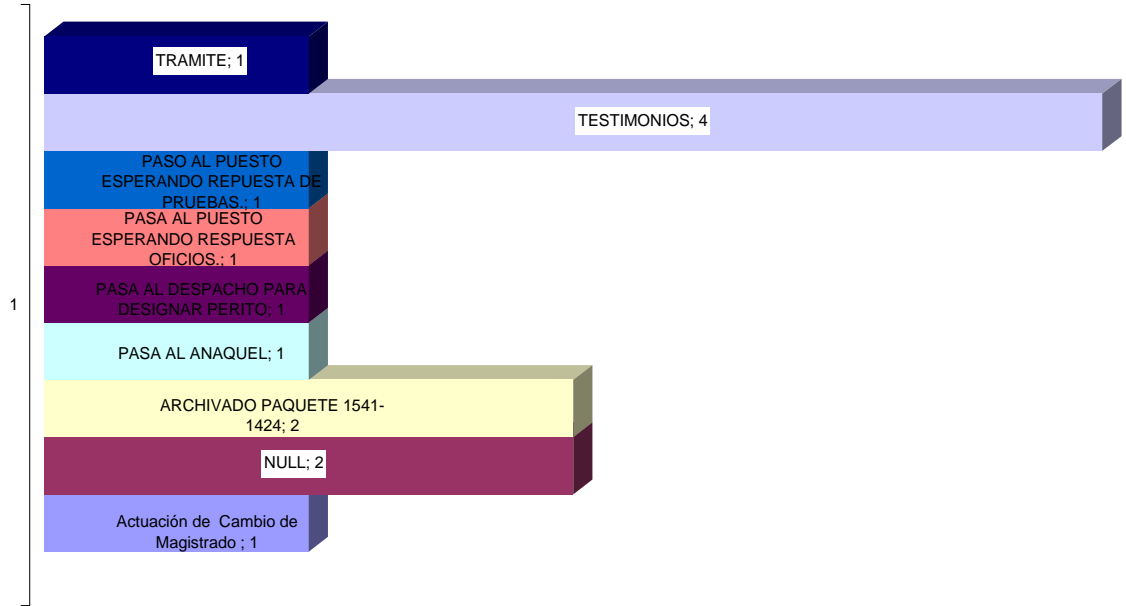 TRAMITE; 1
TESTIMONIOS; 4
PASO AL PUESTO
ESPERANDO REPUESTA DE
PRUEBAS.; 1
PASA AL PUESTO
ESPERANDO RESPUESTA
OFICIOS.; 1
PASA AL DESPACHO PARA
DESIGNAR PERITO; 1
1
PASA AL ANAQUEL; 1
ARCHIVADO PAQUETE 1541-
1424; 2
NULL; 2
Actuación de  Cambio de
Magistrado ; 1